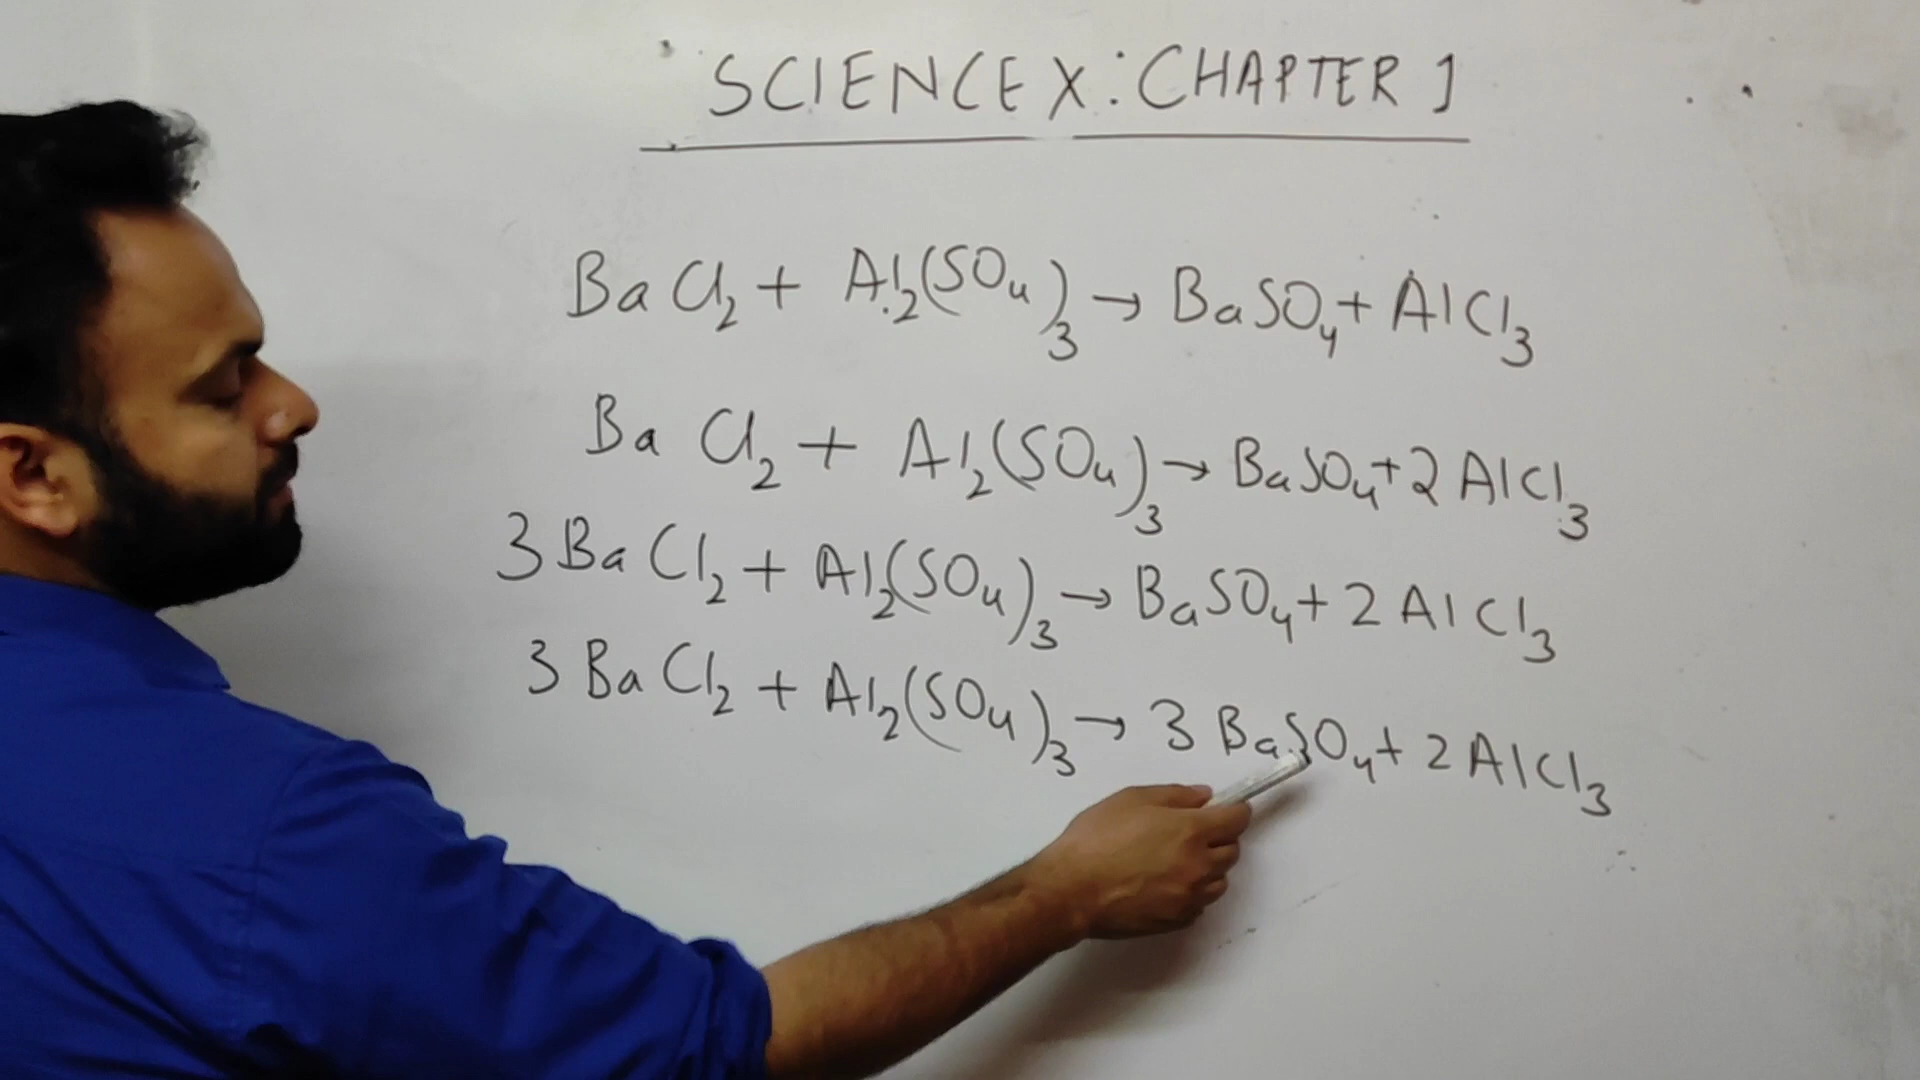 SCIENCE X: CHAPTER 1
BaCl₂ + Al₂(SO₄)₃ → BaSO₄ + AlCl₃
BaCl₂ + Al₂(SO₄)₃ → BaSO₄ + 2AlCl₃
3BaCl₂ + Al₂(SO₄)₃ → BaSO₄ + 2AlCl₃
3BaCl₂ + Al₂(SO₄)₃ → 3BaSO₄ + 2AlCl₃